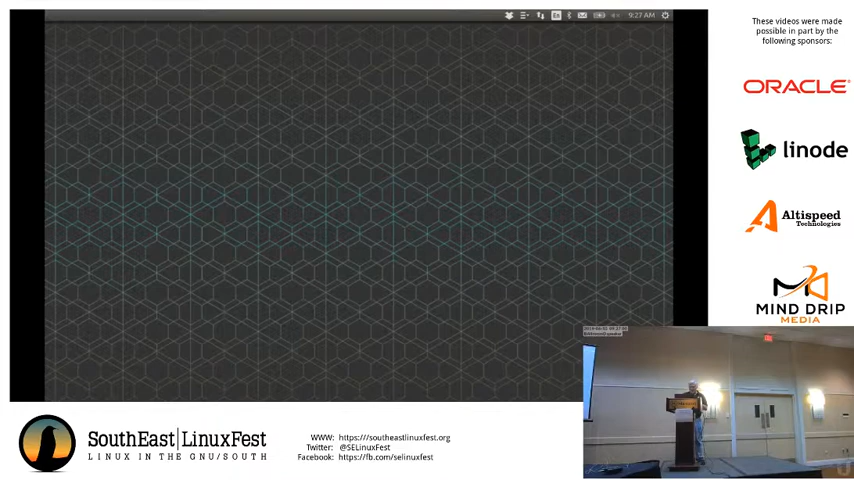 En
9:27 AM
These videos were made
possible in part by the
following sponsors:
ORACLE
linode
Altispeed
Technologies
MIND DRIP
MEDIA
SouthEast|LinuxFest
LINUX IN THE GNU/SOUTH
WWW: https://southeastlinuxfest.org
Twitter: @SELinuxFest
Facebook: https://fb.com/selinuxfest